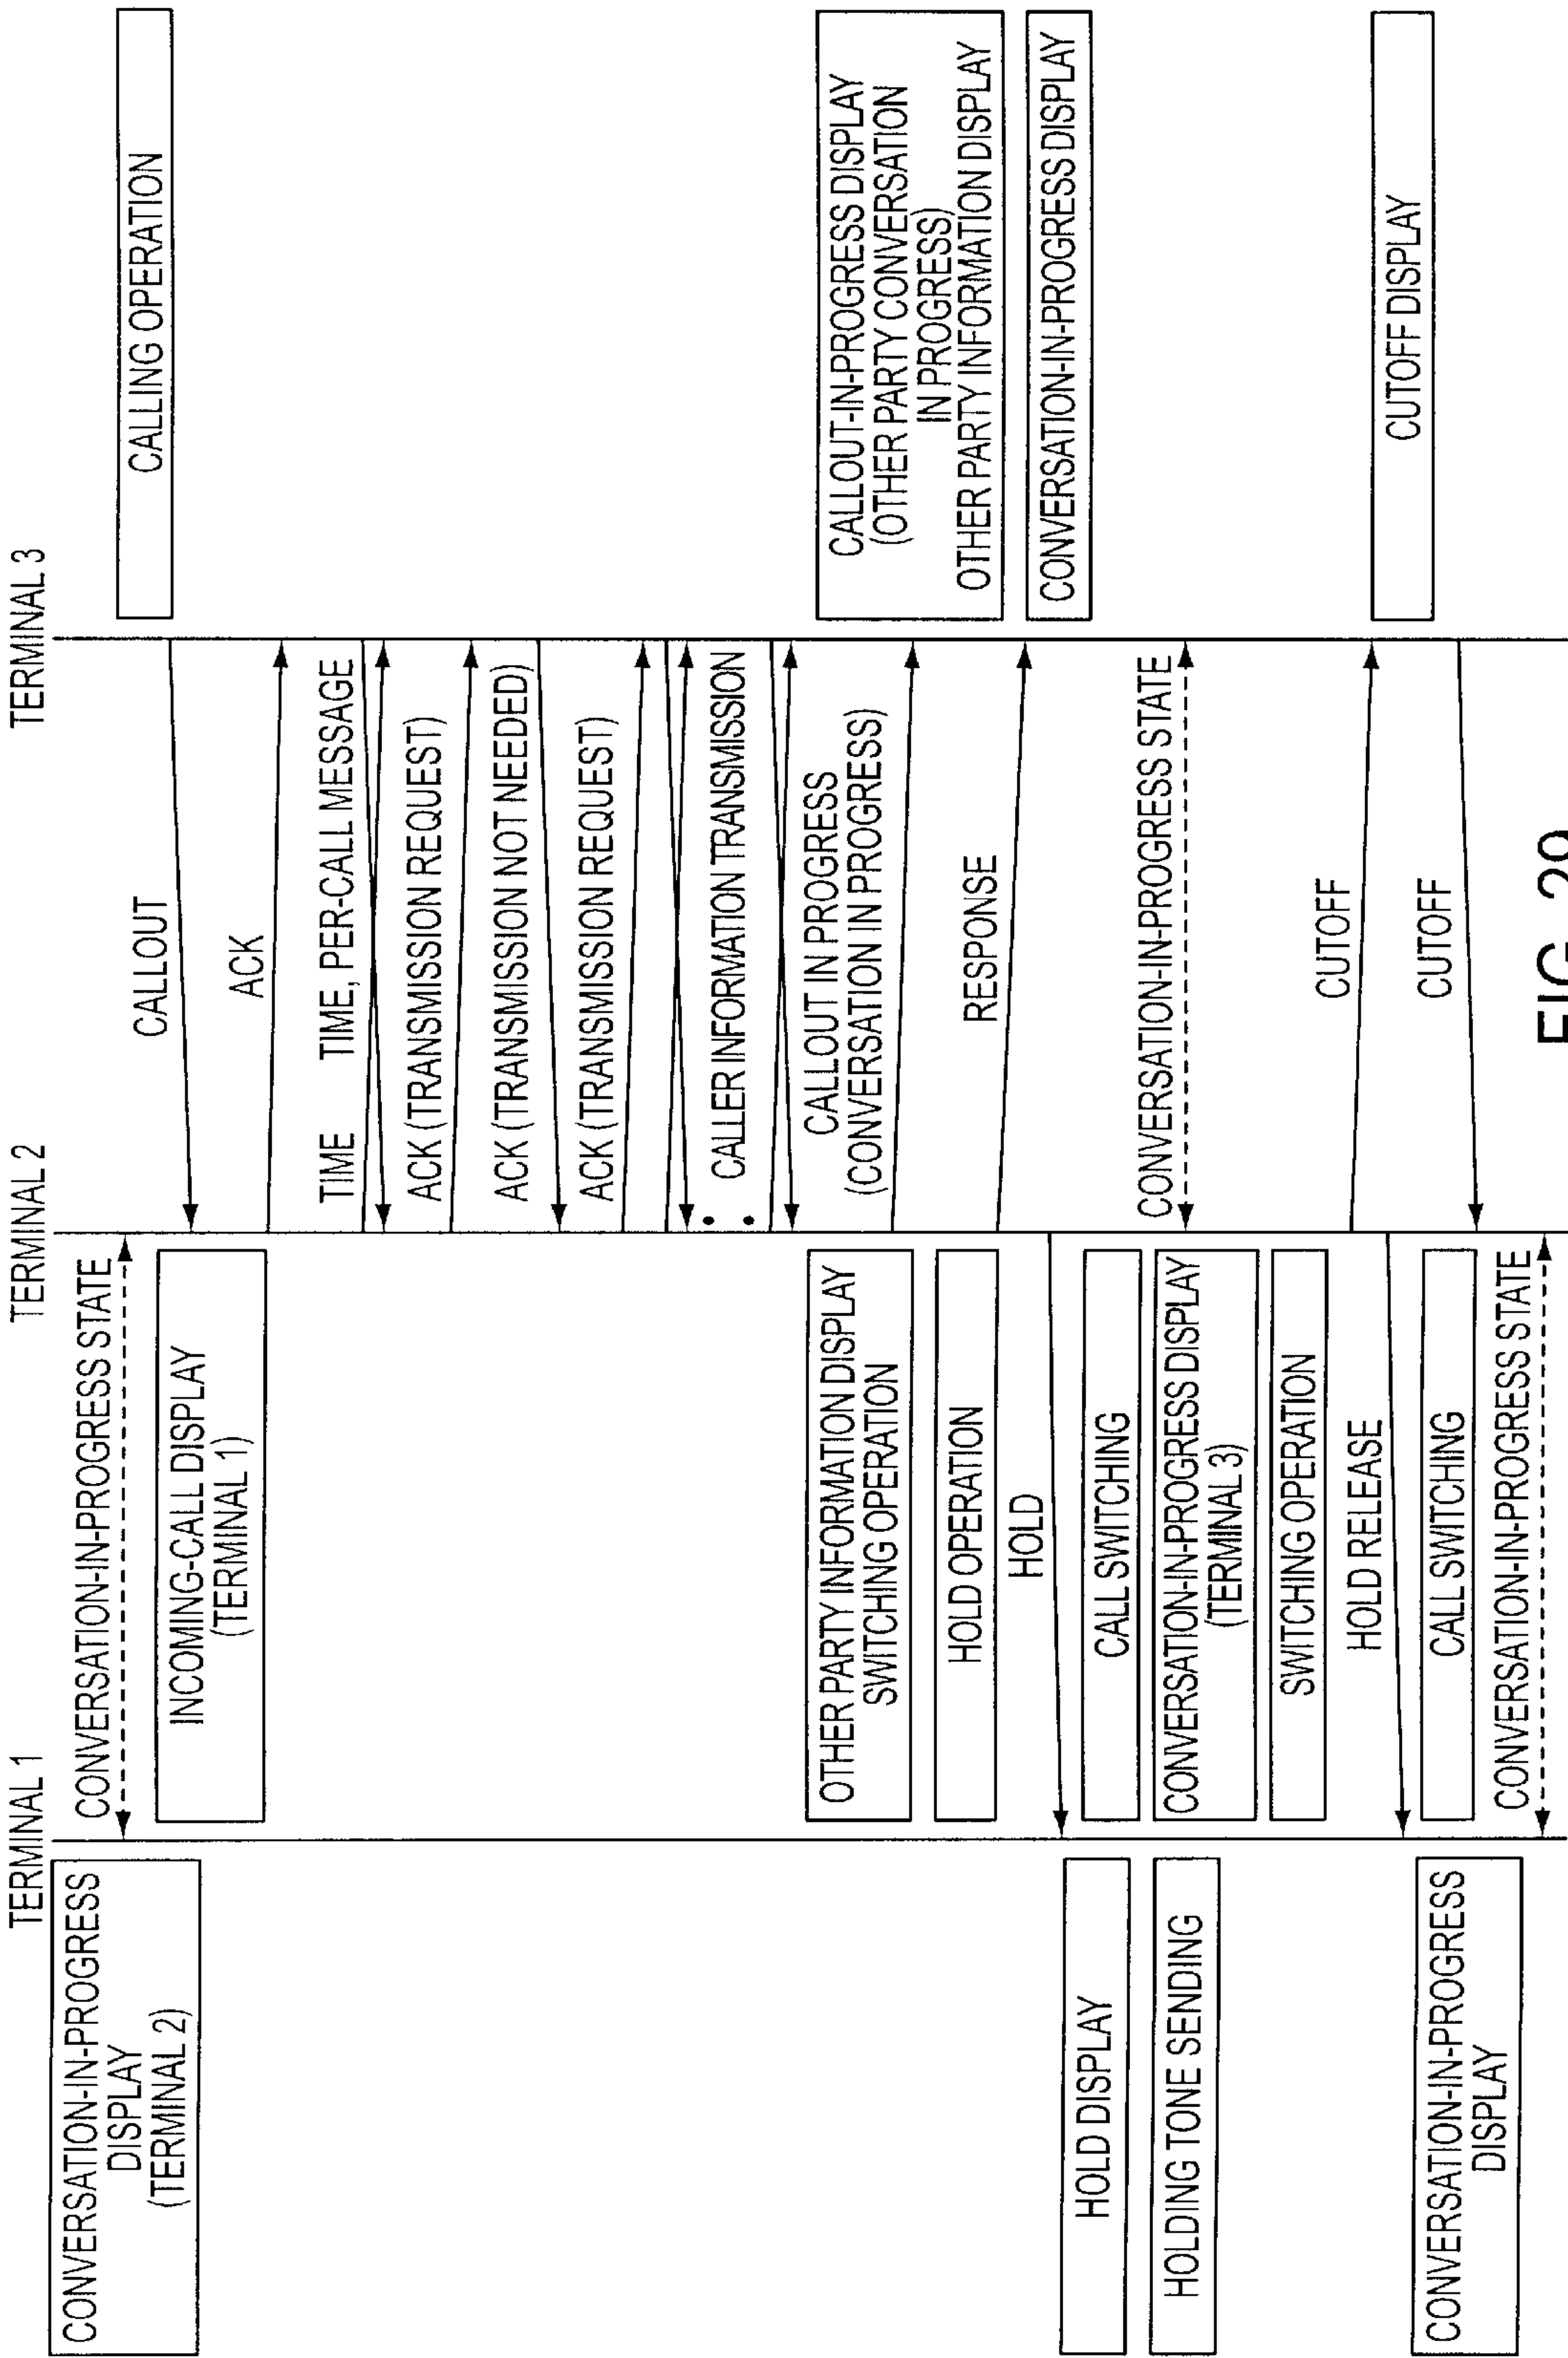 TERMINAL 1
TERMINAL 2
TERMINAL 3
CONVERSATION-IN-PROGRESS
DISPLAY
(TERMINAL 2)
CONVERSATION-IN-PROGRESS STATE
CALLING OPERATION
CALLOUT
INCOMING-CALL DISPLAY
(TERMINAL 1)
ACK
TIME
TIME, PER-CALL MESSAGE
ACK (TRANSMISSION REQUEST)
ACK (TRANSMISSION NOT NEEDED)
ACK (TRANSMISSION REQUEST)
CALLER INFORMATION TRANSMISSION
OTHER PARTY INFORMATION DISPLAY
SWITCHING OPERATION
CALLOUT IN PROGRESS
(CONVERSATION IN PROGRESS)
CALLOUT-IN-PROGRESS DISPLAY
(OTHER PARTY CONVERSATION
IN PROGRESS)
OTHER PARTY INFORMATION DISPLAY
HOLD OPERATION
RESPONSE
HOLD
CONVERSATION-IN-PROGRESS DISPLAY
HOLD DISPLAY
CALL SWITCHING
HOLDING TONE SENDING
CONVERSATION-IN-PROGRESS DISPLAY
(TERMINAL 3)
CONVERSATION-IN-PROGRESS STATE
SWITCHING OPERATION
CUTOFF
HOLD RELEASE
CUTOFF DISPLAY
CONVERSATION-IN-PROGRESS
DISPLAY
CALL SWITCHING
CUTOFF
CONVERSATION-IN-PROGRESS STATE
FIG. 29